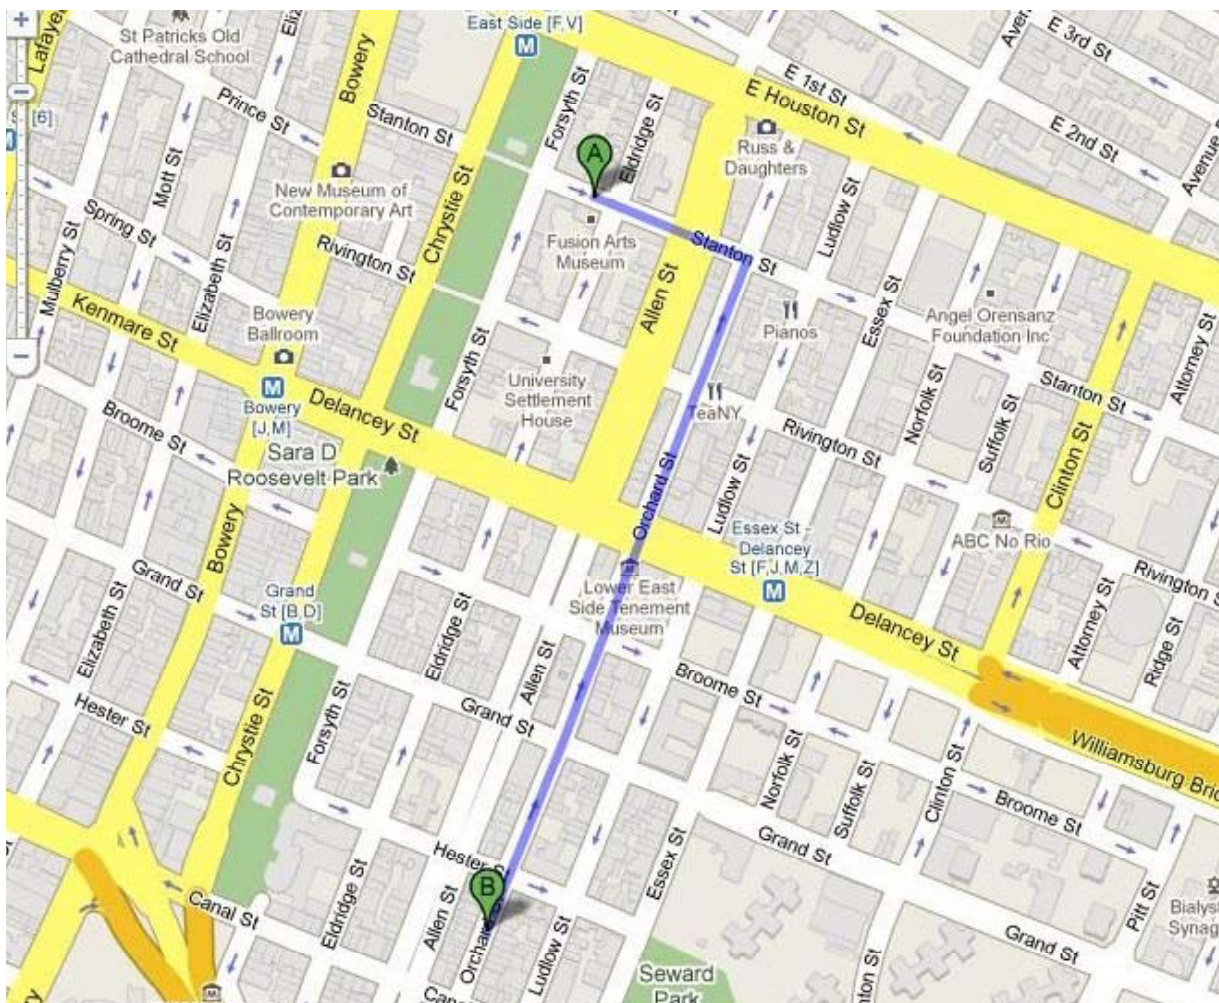 East Side [F,V]
M
St Patricks Old
Cathedral School
Bowery
Forsyth St
E 3rd St
E 1st St
E Houston St
E 2nd St
Prince St
Stanton St
Eldridge St
[6]
Mott St
A
Russ &
Daughters
New Museum of
Contemporary Art
Chrystie St
Ludlow St
Spring St
Mulberry St
Elizabeth St
Rivington St
Fusion Arts
Museum
Stanton St
Allen St
Essex St
Kenmare St
Bowery
Ballroom
Pianos
Angel Orensanz
Foundation Inc
Attorney St
Forsyth St
University
Settlement
House
TeaNY
Norfolk St
Stanton St
M
Bowery
[J,M]
Delancey St
Broome St
Sara D
Roosevelt Park
Rivington St
Suffolk St
Clinton St
Orchard St
Ludlow St
Bowery
Essex St -
Delancey
St [F,J,M,Z]
M
ABC No Rio
Grand St
Grand
St [B,D]
M
Lower East
Side Tenement
Museum
Rivington St
Elizabeth St
Eldridge St
Allen St
Delancey St
Attorney St
Ridge St
Hester St
Chrystie St
Forsyth St
Grand St
Broome St
Norfolk St
Suffolk St
Clinton St
Williamsburg Bri
Broome St
Grand St
Hester S
Essex St
B
Canal St
Eldridge St
Allen St
Ludlow St
Pitt St
Grand St
Seward
Park